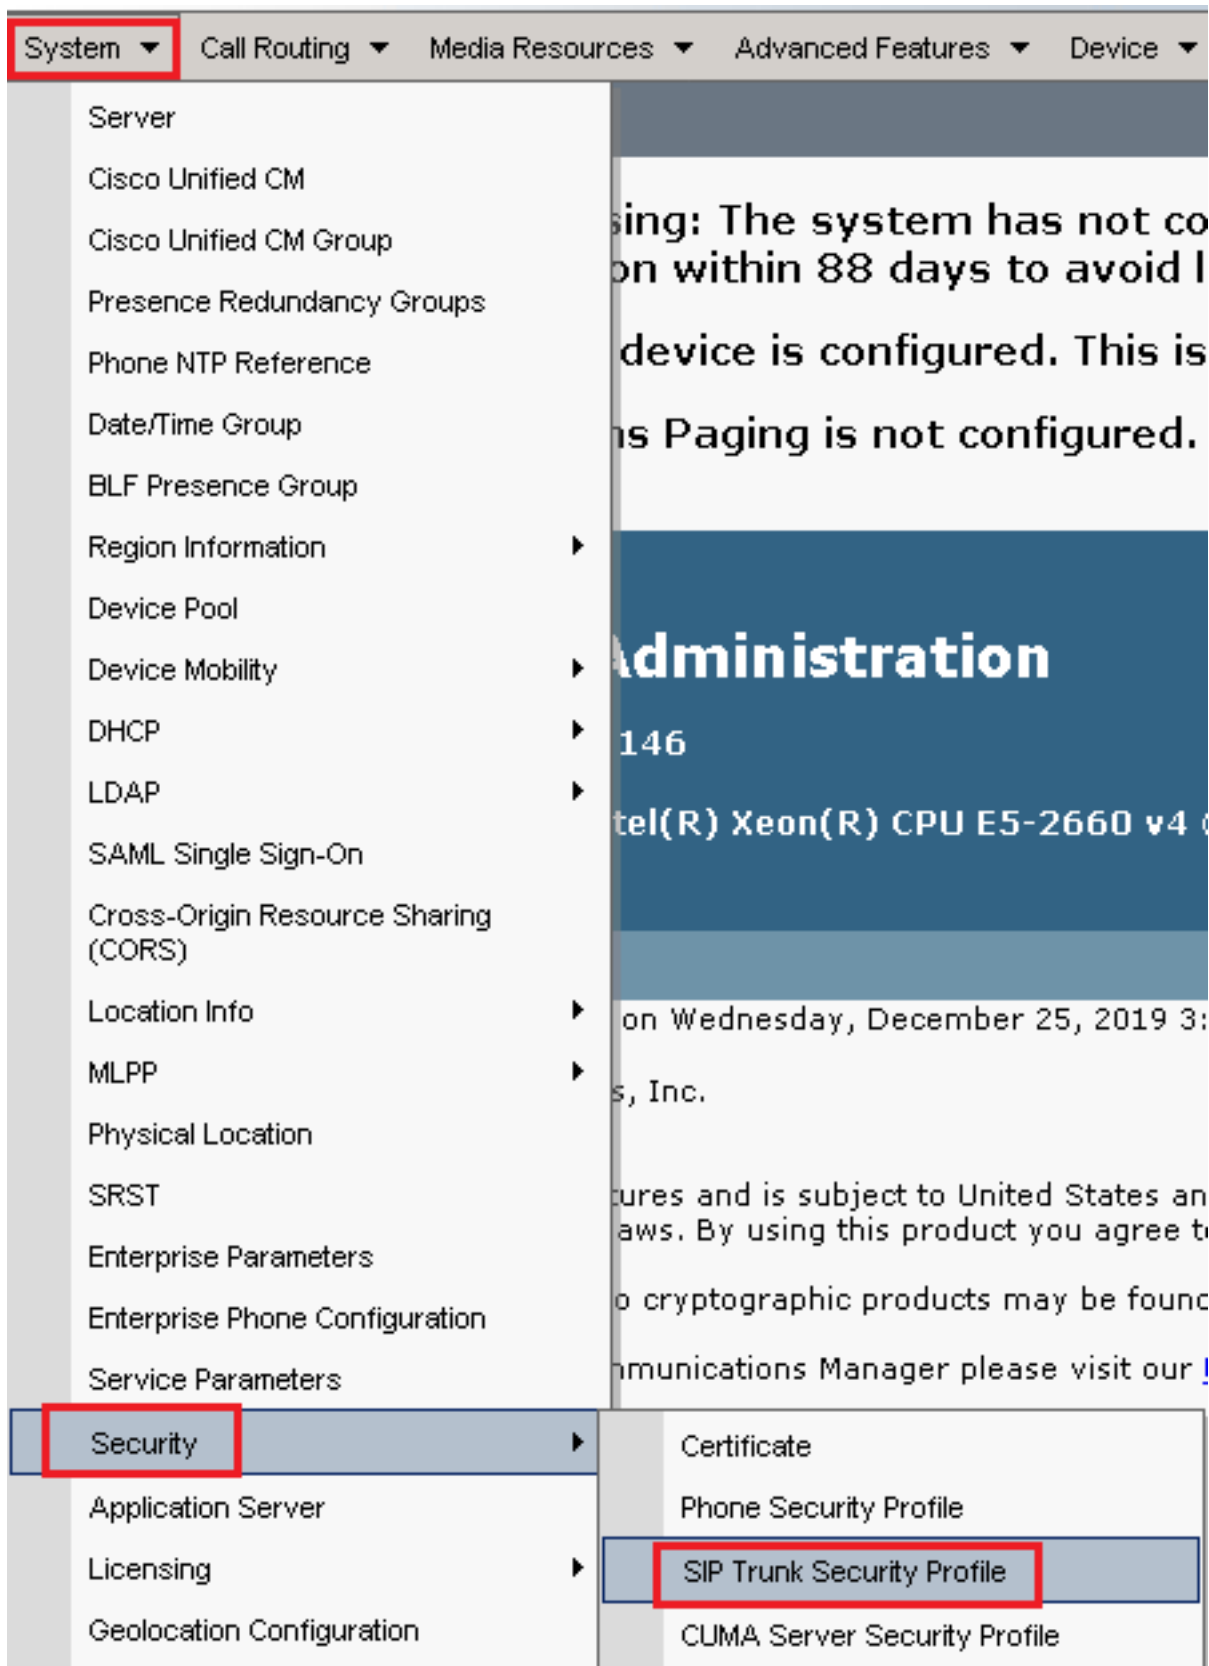 System Call Routing Media Resources Advanced Features Device
Server
Cisco Unified CM
Cisco Unified CM Group
Presence Redundancy Groups
Phone NTP Reference
Date/Time Group
BLF Presence Group
Region Information
Device Pool
Device Mobility
DHCP
LDAP
SAML Single Sign-On
Cross-Origin Resource Sharing
(CORS)
Location Info
MLPP
Physical Location
SRST
Enterprise Parameters
Enterprise Phone Configuration
Service Parameters
Security
Application Server
Licensing
Geolocation Configuration
Certificate
Phone Security Profile
SIP Trunk Security Profile
CUMA Server Security Profile
sing: The system has not co
on within 88 days to avoid l
device is configured. This is
ns Paging is not configured.
Administration
146
tel(R) Xeon(R) CPU E5-2660 v4
on Wednesday, December 25, 2019 3:
s, Inc.
tures and is subject to United States an
aws. By using this product you agree t
o cryptographic products may be found
mmunications Manager please visit our